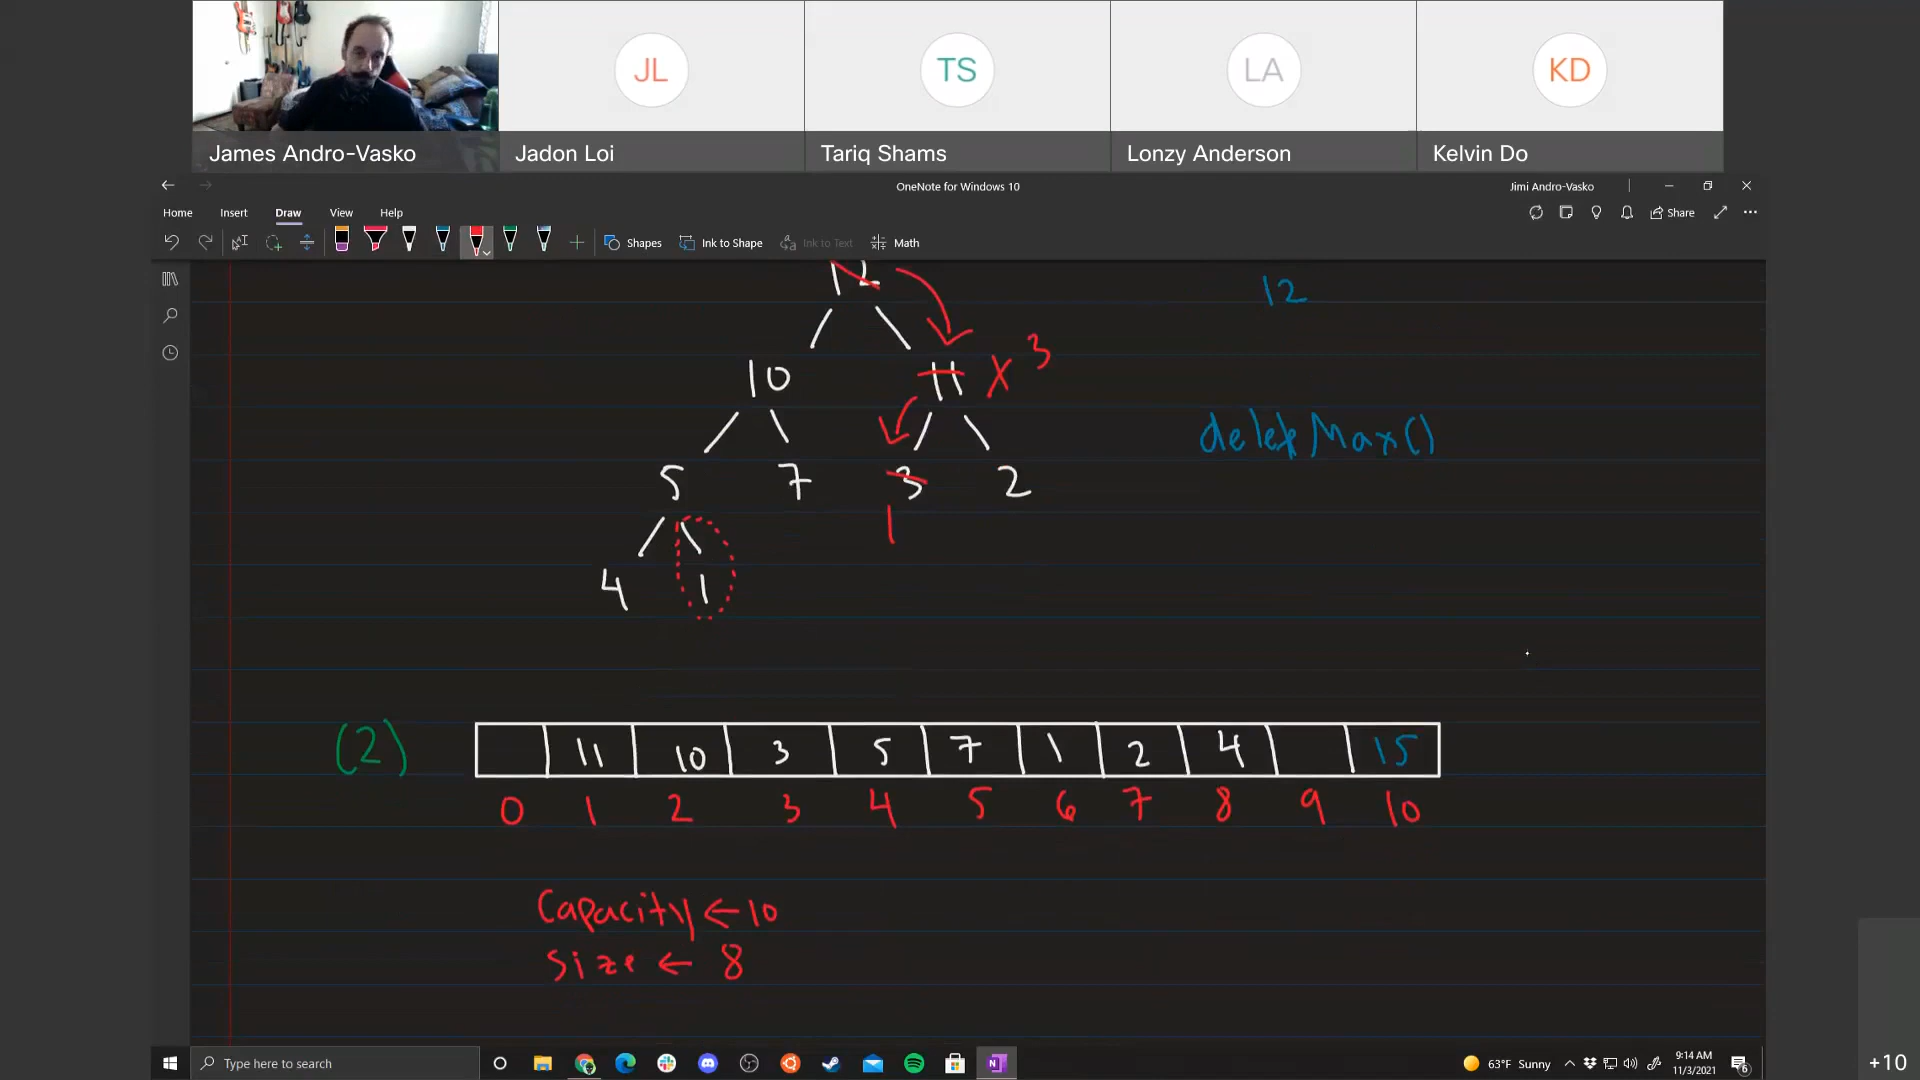 JL
TS
LA
KD
James Andro-Vasko
Jadon Loi
Tariq Shams
Lonzy Anderson
Kelvin Do
OneNote for Windows 10
Jimi Andro-Vasko
Home
Insert
Draw
View
Help
Share
Shapes
Ink to Shape
Ink to Text
Math
12
12
10
11
X
3
5
7
3
2
1
4
1
(2)
11 10 3 5 7 1 2 4 15
0 1 2 3 4 5 6 7 8 9 10
Capacity ← 10
Size ← 8
Type here to search
63°F Sunny
9:14 AM
11/3/2021
6
+10